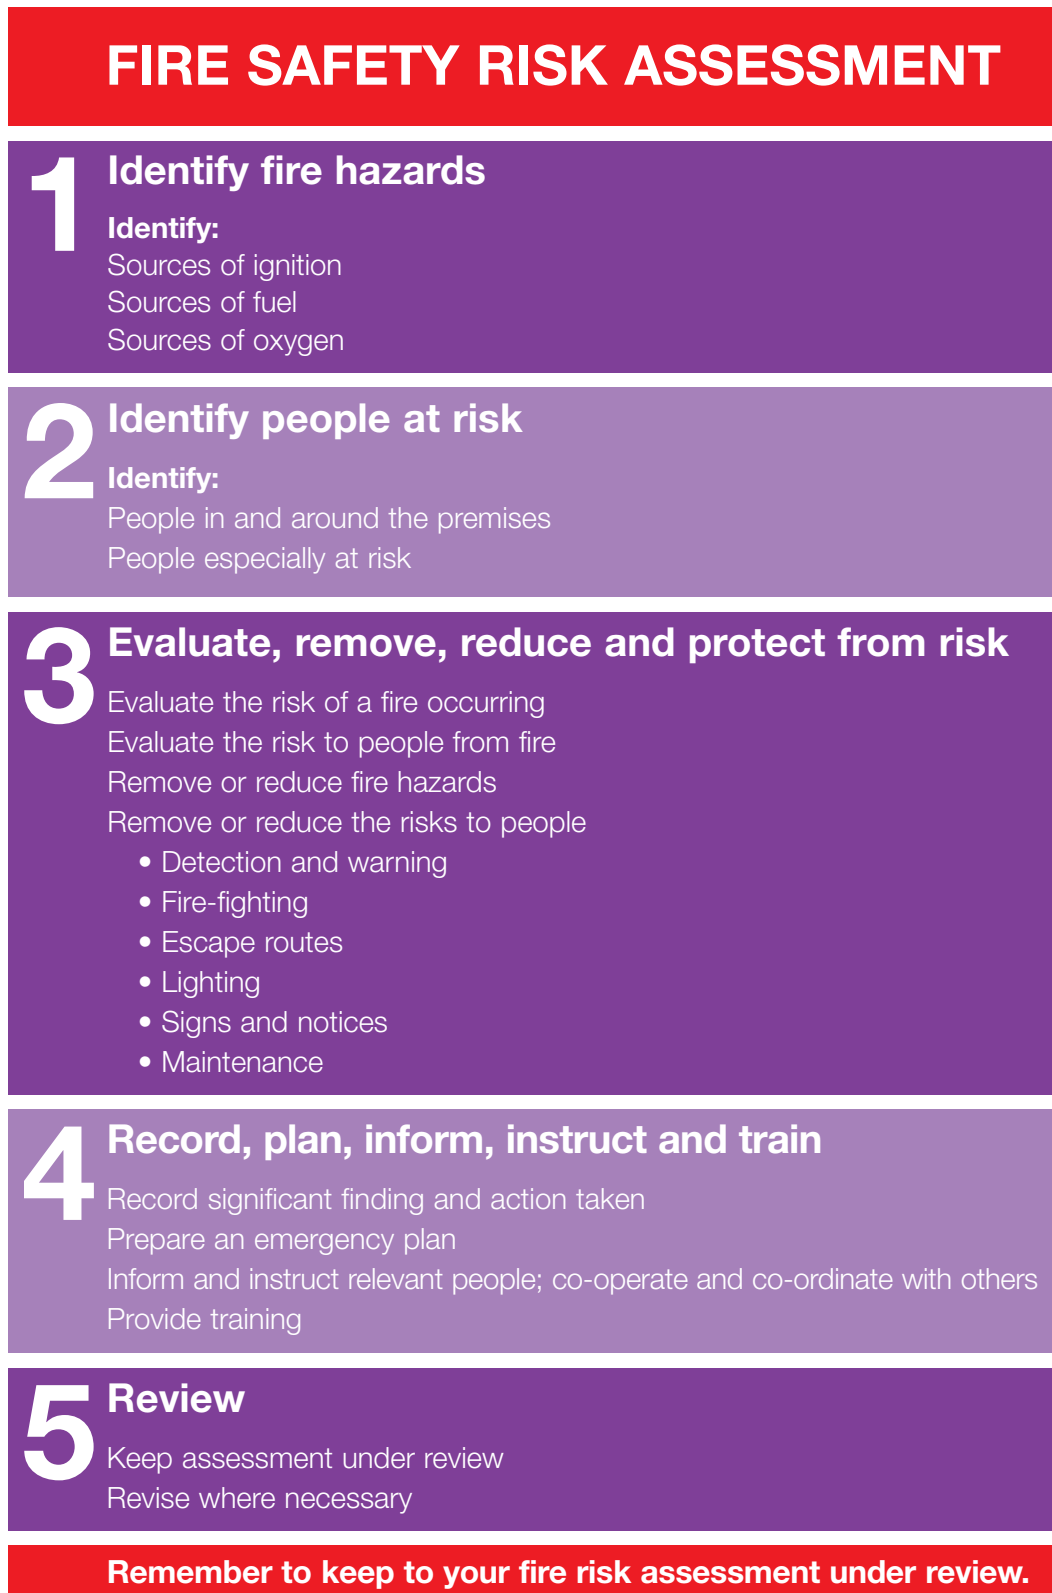 FIRE SAFETY RISK ASSESSMENT
1 Identify fire hazards
Identify:
Sources of ignition
Sources of fuel
Sources of oxygen
2 Identify people at risk
Identify:
People in and around the premises
People especially at risk
3 Evaluate, remove, reduce and protect from risk
Evaluate the risk of a fire occurring
Evaluate the risk to people from fire
Remove or reduce fire hazards
Remove or reduce the risks to people
• Detection and warning
• Fire-fighting
• Escape routes
• Lighting
• Signs and notices
• Maintenance
4 Record, plan, inform, instruct and train
Record significant finding and action taken
Prepare an emergency plan
Inform and instruct relevant people; co-operate and co-ordinate with others
Provide training
5 Review
Keep assessment under review
Revise where necessary
Remember to keep to your fire risk assessment under review.